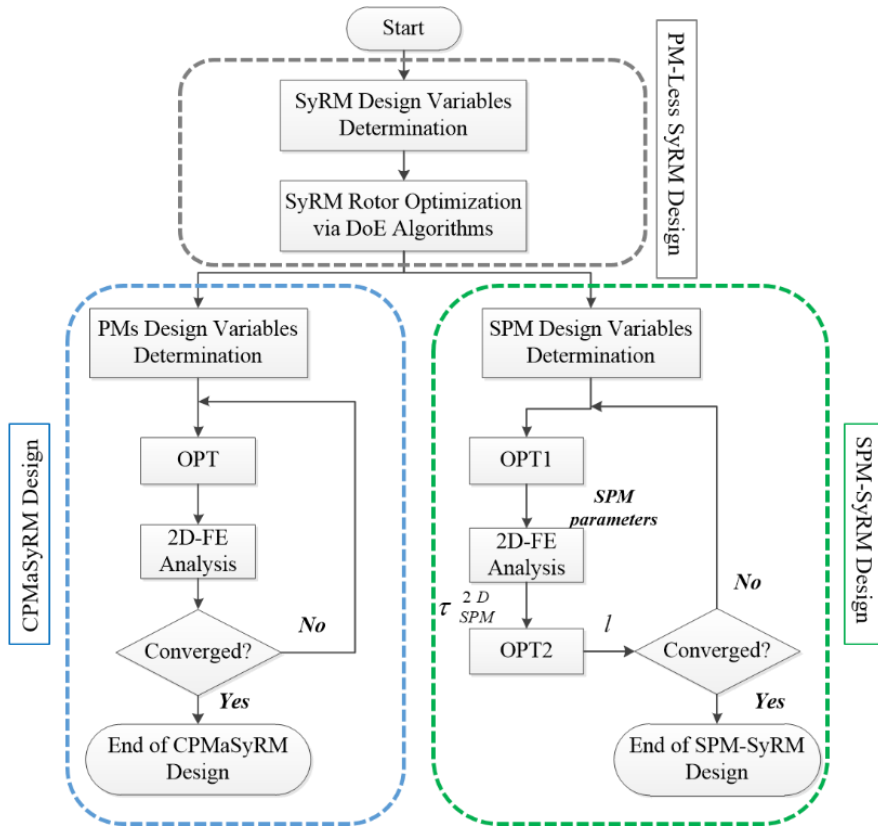 Start
PM-Less SyRM Design
SyRM Design Variables
Determination
SyRM Rotor Optimization
via DoE Algorithms
PMs Design Variables
Determination
OPT
2D-FE
Analysis
Converged?
No
Yes
End of CPMaSyRM
Design
CPMaSyRM Design
SPM Design Variables
Determination
OPT1
SPM
parameters
2D-FE
Analysis
τ 2D
SPM
OPT2
l
Converged?
No
Yes
End of SPM-SyRM
Design
SPM-SyRM Design